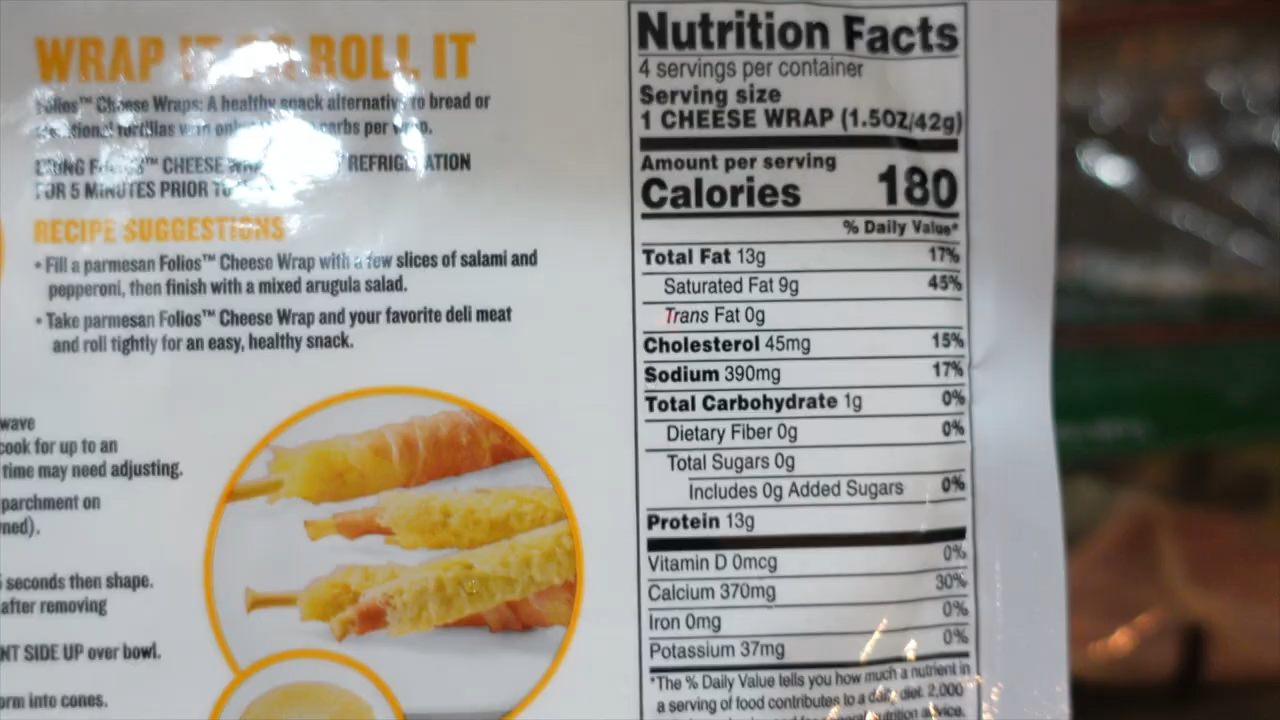 WRAP IT OR ROLL IT
Folios™ Cheese Wraps: A healthy snack alternative to bread or
tortillas carbs per wrap.
CHEESE REFRIGERATION
FOR 5 MINUTES PRIOR TO
RECIPE SUGGESTIONS
• Fill a parmesan Folios™ Cheese Wrap with a few slices of salami and
pepperoni, then finish with a mixed arugula salad.
• Take parmesan Folios™ Cheese Wrap and your favorite deli meat
and roll tightly for an easy, healthy snack.
wave
cook for up to an
time may need adjusting.
parchment on
seconds then shape.
after removing
SIDE UP over bowl.
into cones.
Nutrition Facts
4 servings per container
Serving size
1 CHEESE WRAP (1.5OZ/42g)
Amount per serving
Calories 180
% Daily Value*
Total Fat 13g 17%
Saturated Fat 9g 45%
Trans Fat 0g
Cholesterol 45mg 15%
Sodium 390mg 17%
Total Carbohydrate 1g 0%
Dietary Fiber 0g 0%
Total Sugars 0g
Includes 0g Added Sugars 0%
Protein 13g
Vitamin D 0mcg 0%
Calcium 370mg 30%
Iron 0mg 0%
Potassium 37mg 0%
*The % Daily Value tells you how much a nutrient in
a serving of food contributes to a daily diet. 2,000
nutrition advice.